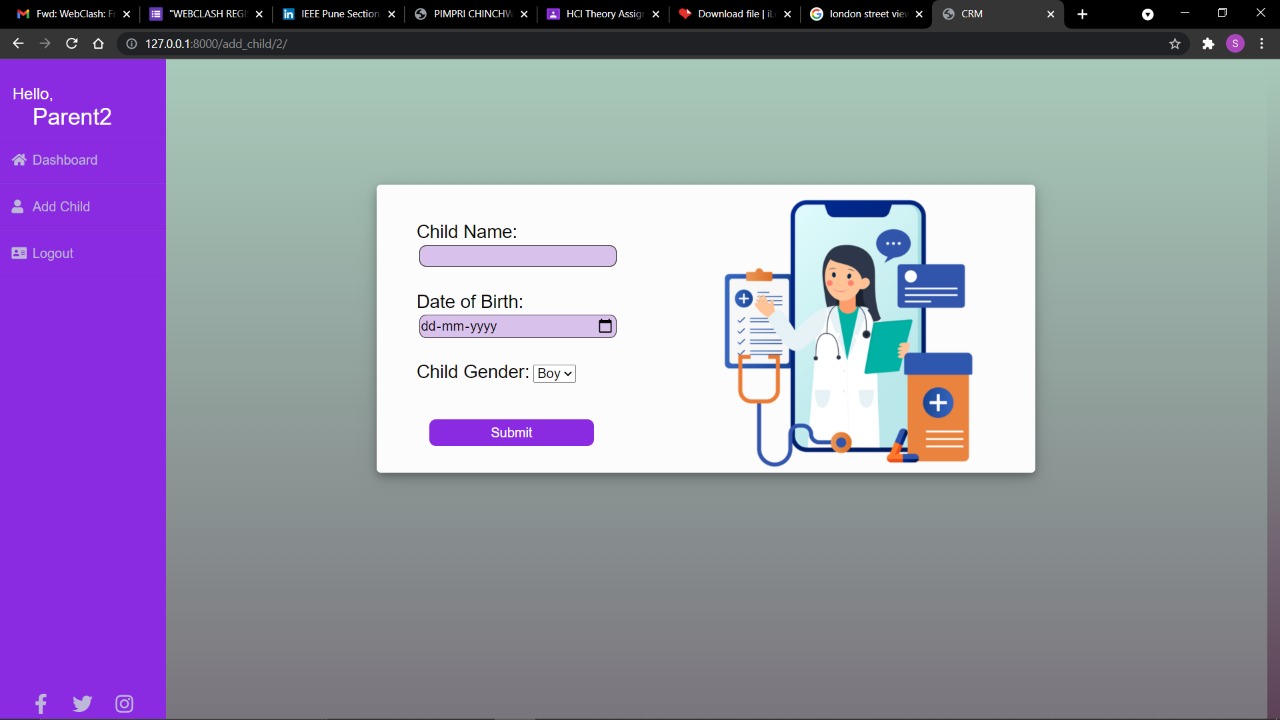 Fwd: WebClash: F
"WEBCLASH REGI
IEEE Pune Section
PIMPRI CHINCHW
HCI Theory Assig
Download file | iL
london street view
CRM
127.0.0.1:8000/add_child/2/
S
Hello,
Parent2
Dashboard
Add Child
Logout
Child Name:
Date of Birth:
dd-mm-yyyy
Child Gender: Boy
Submit